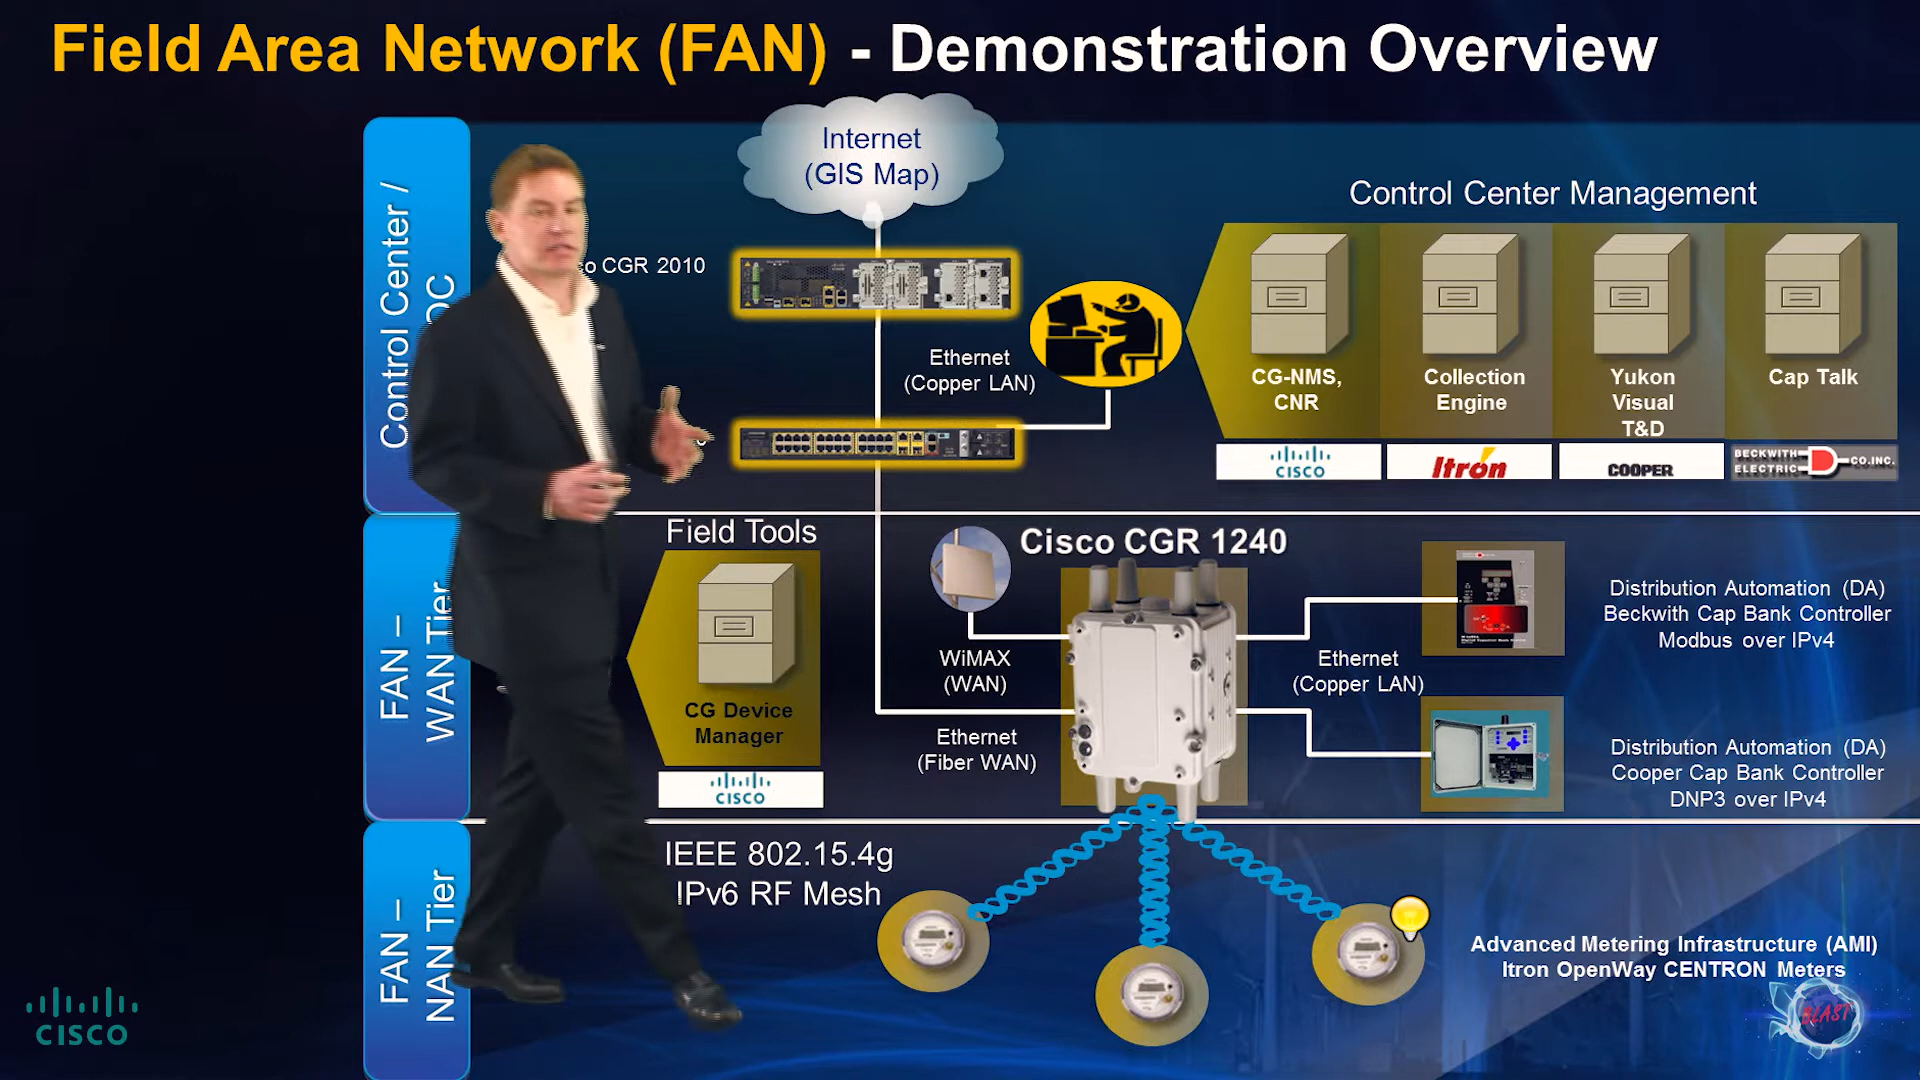 Field Area Network (FAN) - Demonstration Overview
Internet
(GIS Map)
Control Center Management
Control Center /
CGR 2010
Ethernet
(Copper LAN)
CG-NMS,
CNR
Collection
Engine
Yukon
Visual
T&D
Cap Talk
CISCO
Itron
COOPER
BECKWITH
ELECTRIC
CO.INC.
FAN –
WAN Tier
Field Tools
CG Device
Manager
CISCO
Cisco CGR 1240
WiMAX
(WAN)
Ethernet
(Fiber WAN)
Ethernet
(Copper LAN)
Distribution Automation (DA)
Beckwith Cap Bank Controller
Modbus over IPv4
Distribution Automation (DA)
Cooper Cap Bank Controller
DNP3 over IPv4
FAN –
NAN Tier
IEEE 802.15.4g
IPv6 RF Mesh
Advanced Metering Infrastructure (AMI)
Itron OpenWay CENTRON Meters
CISCO
BLAST